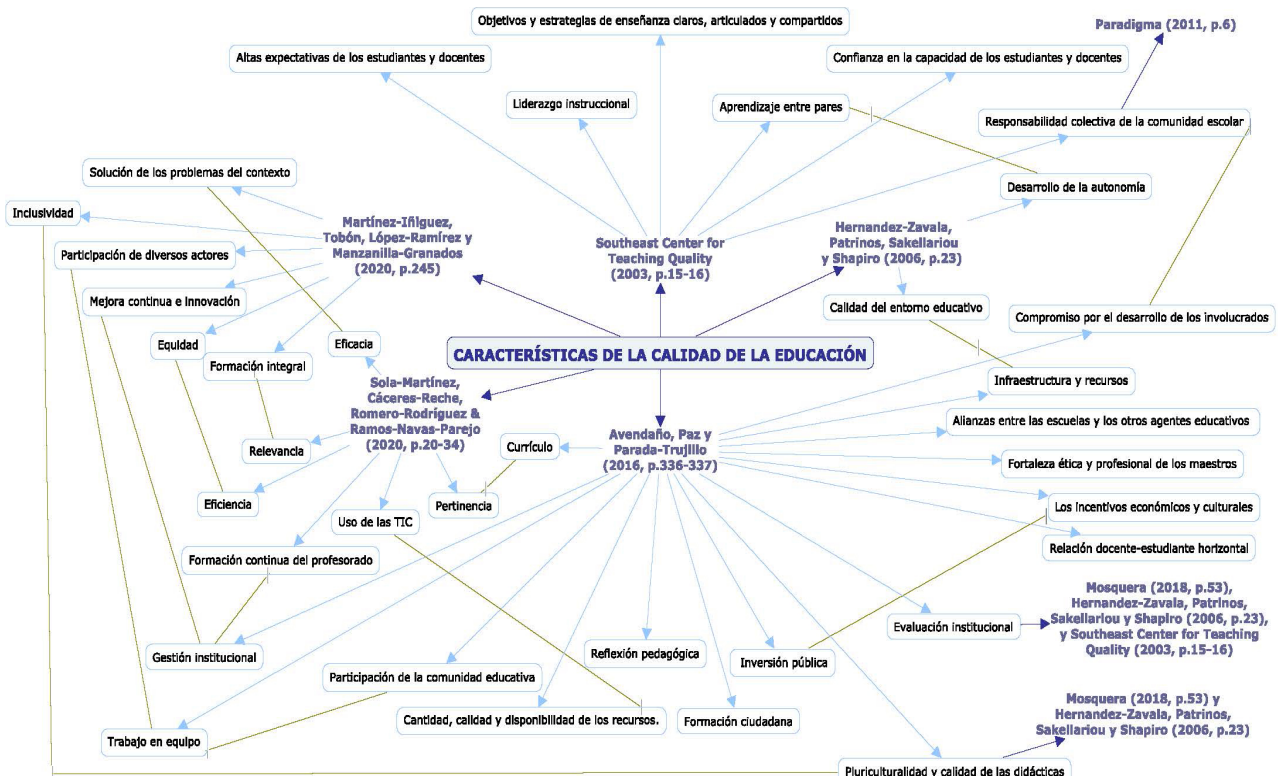 Objetivos y estrategias de enseñanza claros, articulados y compartidos
Paradigma (2011, p.6)
Altas expectativas de los estudiantes y docentes
Confianza en la capacidad de los estudiantes y docentes
Liderazgo instruccional
Aprendizaje entre pares
Responsabilidad colectiva de la comunidad escolar
Solución de los problemas del contexto
Desarrollo de la autonomía
Inclusividad
Martínez-Iñiguez,
Tobón, López-Ramírez y
Manzanilla-Granados
(2020, p.245)
Southeast Center for
Teaching Quality
(2003, p.15-16)
Hernandez-Zavala,
Patrinos, Sakellariou
y Shapiro (2006, p.23)
Participación de diversos actores
Mejora continua e innovación
Calidad del entorno educativo
Compromiso por el desarrollo de los involucrados
Equidad
Eficacia
Formación integral
CARACTERÍSTICAS DE LA CALIDAD DE LA EDUCACIÓN
Infraestructura y recursos
Sola-Martínez,
Cáceres-Reche,
Romero-Rodríguez &
Ramos-Navas-Parejo
(2020, p.20-34)
Alianzas entre las escuelas y los otros agentes educativos
Relevancia
Currículo
Avendaño, Paz y
Parada-Trujillo
(2016, p.336-337)
Fortaleza ética y profesional de los maestros
Eficiencia
Pertinencia
Los incentivos económicos y culturales
Uso de las TIC
Relación docente-estudiante horizontal
Formación continua del profesorado
Mosquera (2018, p.53),
Hernandez-Zavala, Patrinos,
Sakellariou y Shapiro (2006, p.23),
y Southeast Center for Teaching
Quality (2003, p.15-16)
Evaluación institucional
Gestión institucional
Reflexión pedagógica
Inversión pública
Participación de la comunidad educativa
Cantidad, calidad y disponibilidad de los recursos.
Formación ciudadana
Mosquera (2018, p.53) y
Hernandez-Zavala, Patrinos,
Sakellariou y Shapiro (2006, p.23)
Trabajo en equipo
Pluriculturalidad y calidad de las didácticas